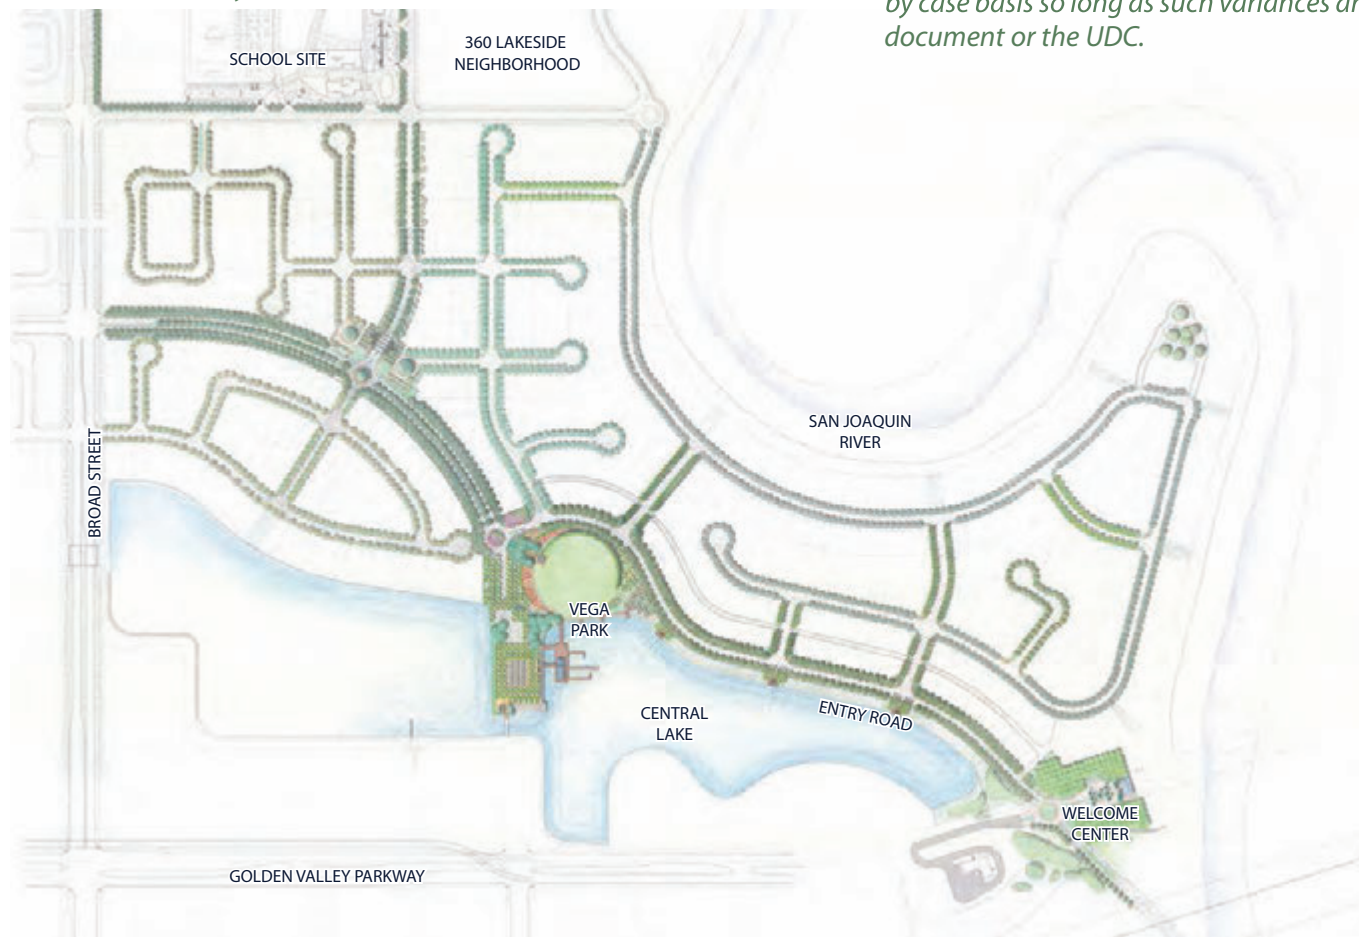 by case basis so long as such variances
document or the UDC.
SCHOOL SITE
360 LAKESIDE
NEIGHBORHOOD
SAN JOAQUIN
RIVER
BROAD STREET
VEGA
PARK
CENTRAL
LAKE
ENTRY ROAD
WELCOME
CENTER
GOLDEN VALLEY PARKWAY